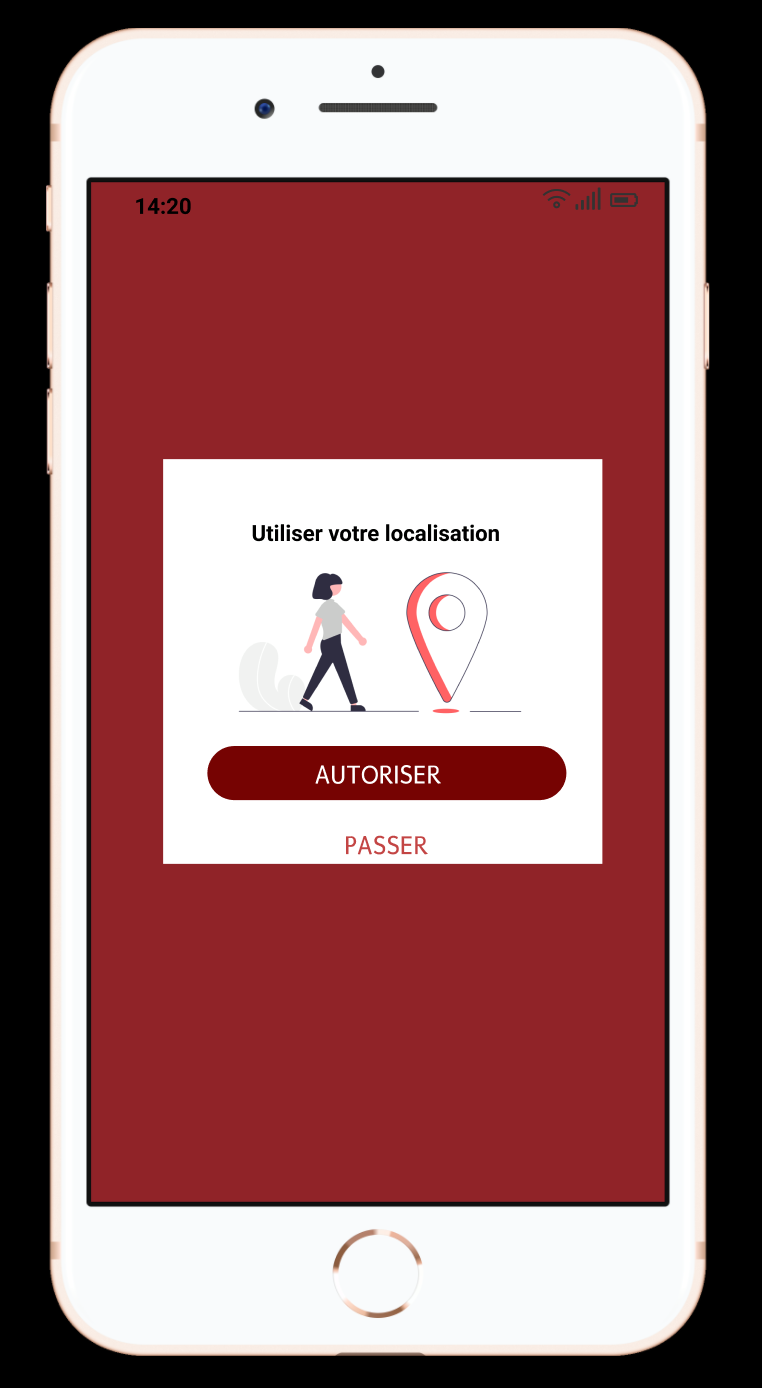 14:20
Utiliser votre localisation
AUTORISER
PASSER